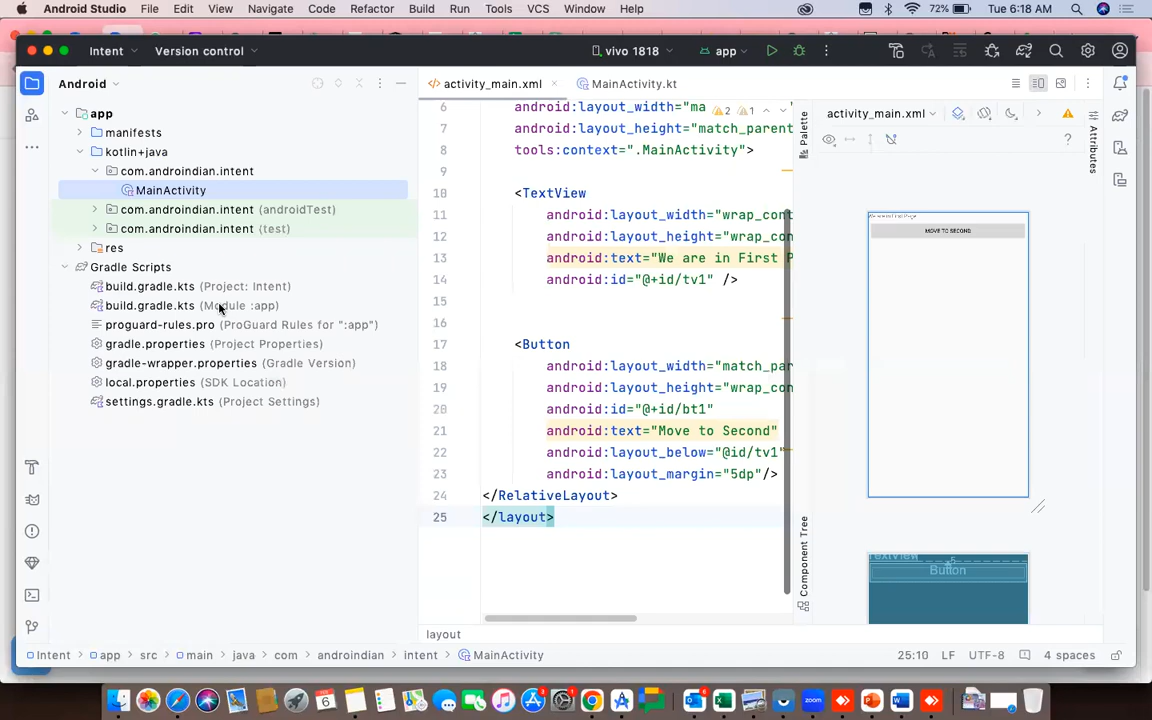 Android Studio File Edit View Navigate Code Refactor Build Run Tools VCS Window Help 72% Tue 6:18 AM
Intent Version control vivo 1818 app
Android
activity_main.xml MainActivity.kt
app
manifests
kotlin+java
com.androindian.intent
MainActivity
com.androindian.intent (androidTest)
com.androindian.intent (test)
res
Gradle Scripts
build.gradle.kts (Project: Intent)
build.gradle.kts (Module :app)
proguard-rules.pro (ProGuard Rules for ":app")
gradle.properties (Project Properties)
gradle-wrapper.properties (Gradle Version)
local.properties (SDK Location)
settings.gradle.kts (Project Settings)
6 android:layout_width="ma 2 1
7 android:layout_height="match_parent
8 tools:context=".MainActivity">
9
10 <TextView
11 android:layout_width="wrap_cont
12 android:layout_height="wrap_con
13 android:text="We are in First P
14 android:id="@+id/tv1" />
15
16
17 <Button
18 android:layout_width="match_par
19 android:layout_height="wrap_con
20 android:id="@+id/bt1"
21 android:text="Move to Second"
22 android:layout_below="@id/tv1"
23 android:layout_margin="5dp"/>
24 </RelativeLayout>
25 </layout>
layout
Palette
activity_main.xml
Attributes
MOVE TO SECOND
Component Tree
TextView
Button
Intent app src main java com androindian intent MainActivity 25:10 LF UTF-8 4 spaces